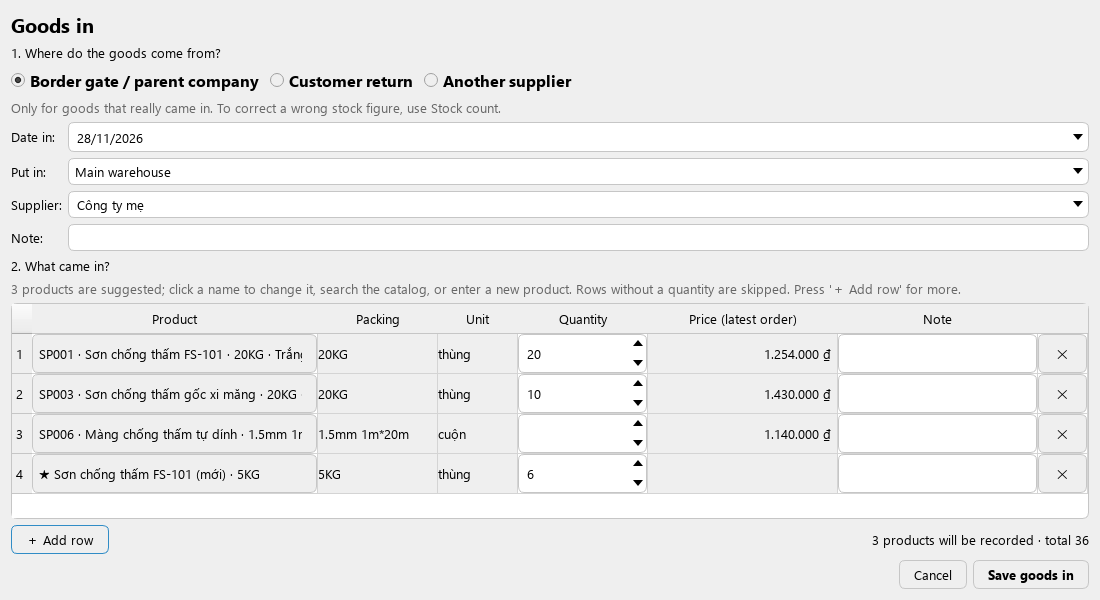 Goods in
1. Where do the goods come from?
Border gate / parent company Customer return Another supplier
Only for goods that really came in. To correct a wrong stock figure, use Stock count.
Date in: 28/11/2026
Put in: Main warehouse
Supplier: Công ty mẹ
Note:
2. What came in?
3 products are suggested; click a name to change it, search the catalog, or enter a new product. Rows without a quantity are skipped. Press '+ Add row' for more.
Product Packing Unit Quantity Price (latest order) Note
1 SP001 · Sơn chống thấm FS-101 · 20KG · Trắng 20KG thùng 20 1.254.000 ₫ ×
2 SP003 · Sơn chống thấm gốc xi măng · 20KG 20KG thùng 10 1.430.000 ₫ ×
3 SP006 · Màng chống thấm tự dính · 1.5mm 1m 1.5mm 1m*20m cuộn 1.140.000 ₫ ×
4 ★ Sơn chống thấm FS-101 (mới) · 5KG 5KG thùng 6 ×
+ Add row 3 products will be recorded · total 36
Cancel Save goods in